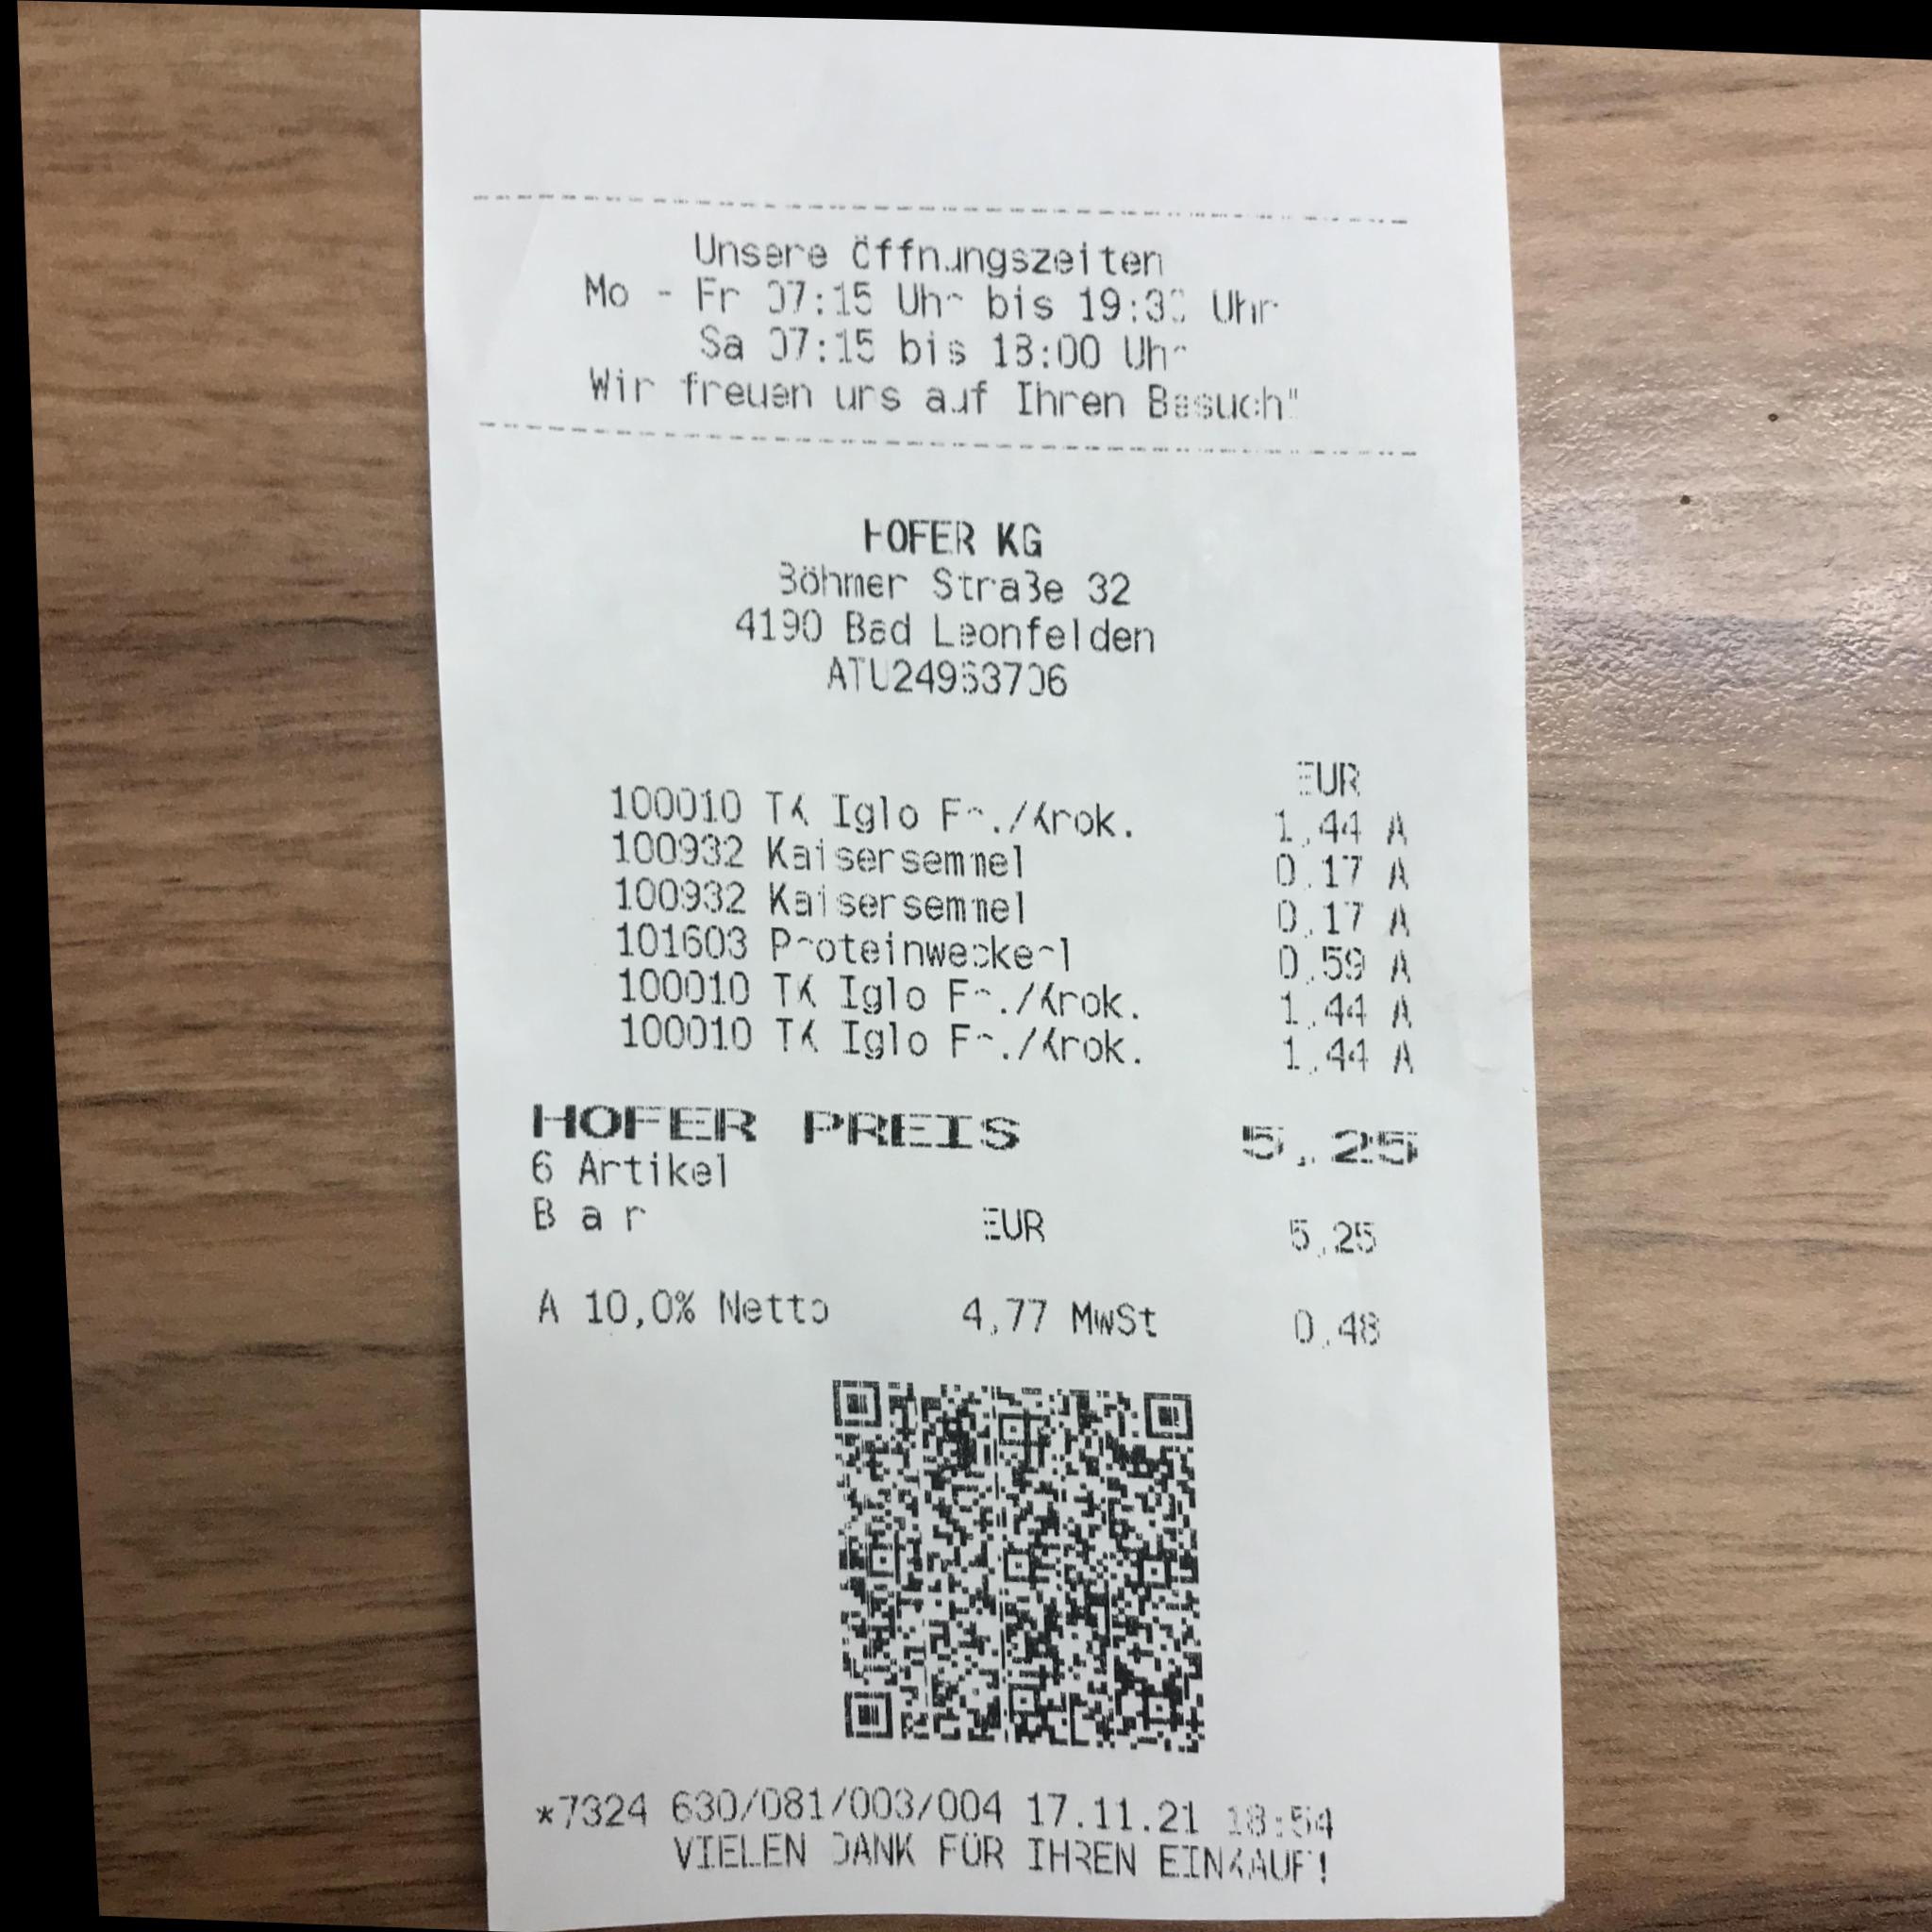 Unsere Öffnungszeiten
Mo - Fr 07:15 Uhr bis 19:30 Uhr
Sa 07:15 bis 18:00 Uhr
Wir freuen uns auf Ihren Besuch"
HOFER KG
Böhmer Straße 32
4190 Bad Leonfelden
ATU24963706
EUR
100010 TK Iglo Fr./Krok. 1,44 A
100932 Kaisersemmel 0,17 A
100932 Kaisersemmel 0,17 A
101603 Proteinweckerl 0,59 A
100010 TK Iglo Fr./Krok. 1,44 A
100010 TK Iglo Fr./Krok. 1,44 A
HOFER PREIS 5,25
6 Artikel
Bar EUR 5,25
A 10,0% Netto 4,77 MwSt 0,48
*7324 630/081/003/004 17.11.21 18:54
VIELEN DANK FÜR IHREN EINKAUF!